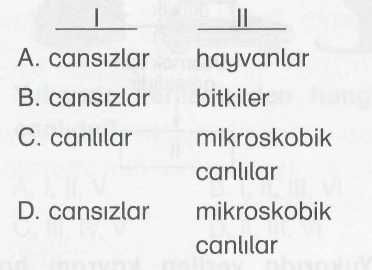 I II
A. cansızlar hayvanlar
B. cansızlar bitkiler
C. canlılar mikroskobik
canlılar
D. cansızlar mikroskobik
canlılar